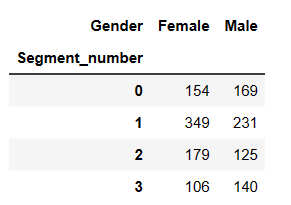 Gender Female Male
Segment_number
0 154 169
1 349 231
2 179 125
3 106 140